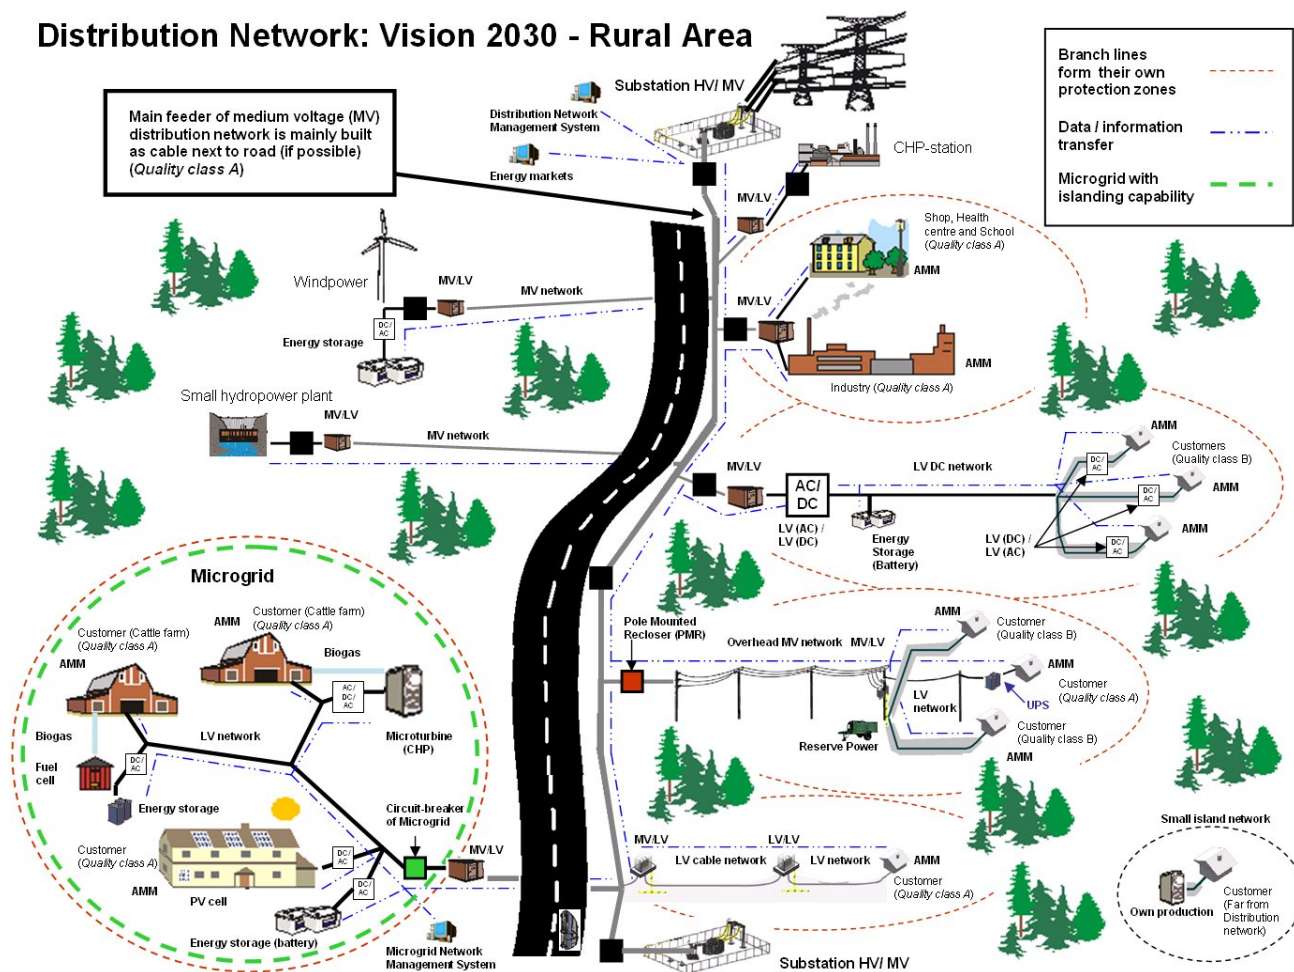 Distribution Network: Vision 2030 - Rural Area
Main feeder of medium voltage (MV)
distribution network is mainly built
as cable next to road (if possible)
(Quality class A)
Substation HV/ MV
Distribution Network
Management System
Energy markets
CHP-station
Branch lines
form their own
protection zones
Data / information
transfer
Microgrid with
islanding capability
MV/LV
Shop, Health
centre and School
(Quality class A)
AMM
Windpower
MV/LV
MV network
DC/
AC
Energy storage
MV/LV
AMM
Industry (Quality class A)
Small hydropower plant
MV/LV
MV network
MV/LV
AC/
DC
LV (AC) /
LV (DC)
LV DC network
Energy
Storage
(Battery)
AMM
Customers
(Quality class B)
DC/
AC
AMM
DC/
AC
LV (DC) /
LV (AC)
AMM
DC/
AC
Microgrid
Customer (Cattle farm)
(Quality class A)
AMM
Customer (Cattle farm)
(Quality class A)
AMM
Biogas
AC/
DC/
AC
Microturbine
(CHP)
Biogas
LV network
Fuel
cell
DC/
AC
Energy storage
Circuit-breaker
of Microgrid
MV/LV
Customer
(Quality class A)
AMM
PV cell
DC/
AC
DC/
AC
Energy storage (battery)
Microgrid Network
Management System
Pole Mounted
Recloser (PMR)
Overhead MV network
MV/LV
AMM
Customer
(Quality class B)
AMM
Customer
(Quality class A)
UPS
LV
network
Reserve Power
Customer
(Quality class B)
AMM
MV/LV
LV cable network
LV/LV
LV network
AMM
Customer
(Quality class A)
Substation HV/ MV
Small island network
Own production
Customer
(Far from
Distribution
network)